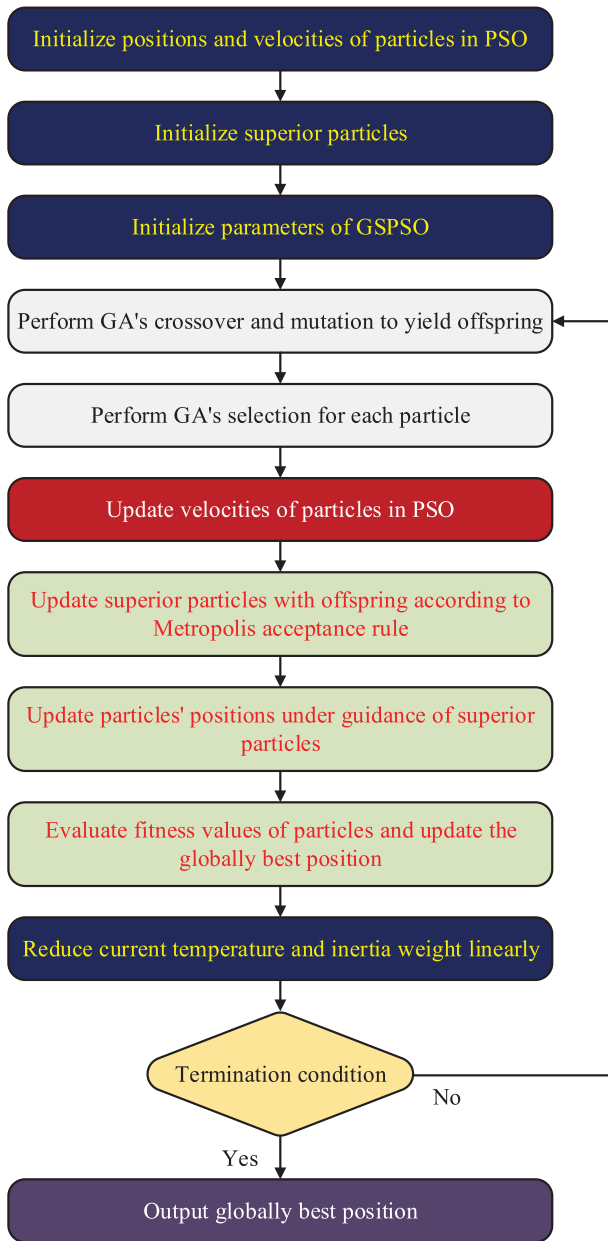 Initialize positions and velocities of particles in PSO
Initialize superior particles
Initialize parameters of GSPSO
Perform GA's crossover and mutation to yield offspring
Perform GA's selection for each particle
Update velocities of particles in PSO
Update superior particles with offspring according to
Metropolis acceptance rule
Update particles' positions under guidance of superior
particles
Evaluate fitness values of particles and update the
globally best position
Reduce current temperature and inertia weight linearly
Termination condition
No
Yes
Output globally best position